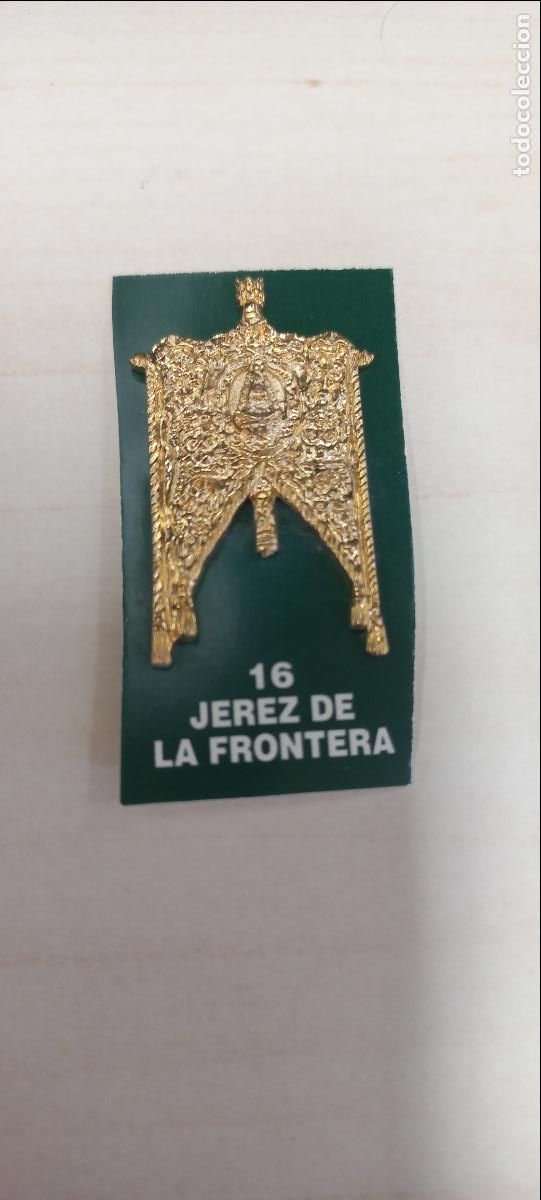 todocoleccion
16
JEREZ DE
LA FRONTERA